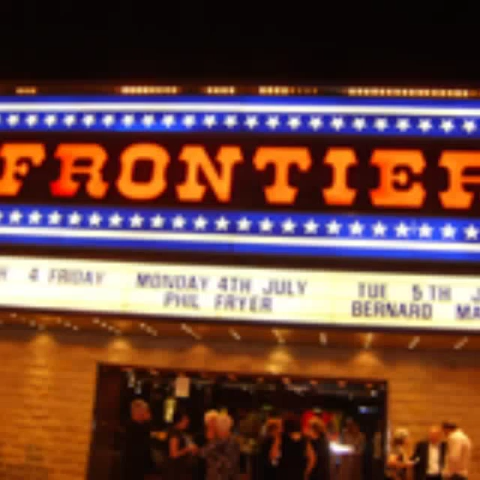 FRONTIER
4 FRIDAY
MONDAY 4TH JULY
PHIL FRYER
TUE 5TH
BERNARD